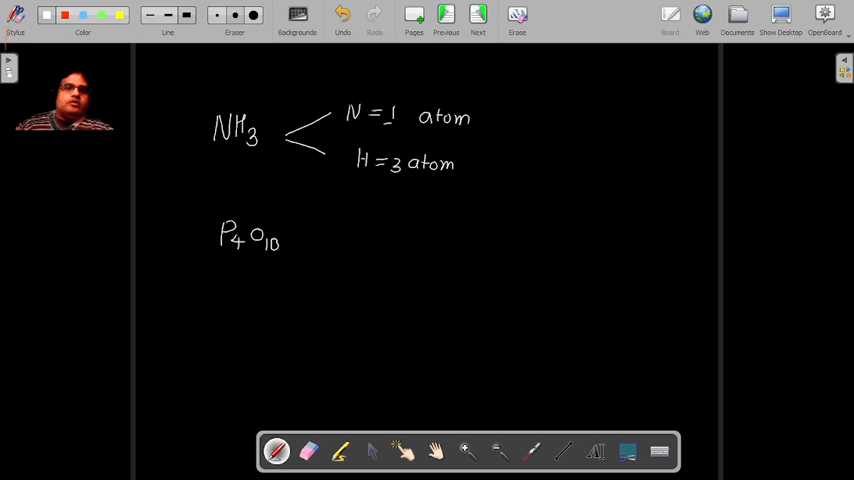 Stylus Color Line Eraser Backgrounds Undo Redo Pages Previous Next Erase Board Web Documents Show Desktop OpenBoard
N = 1 atom
NH3
H = 3 atom
P4O10